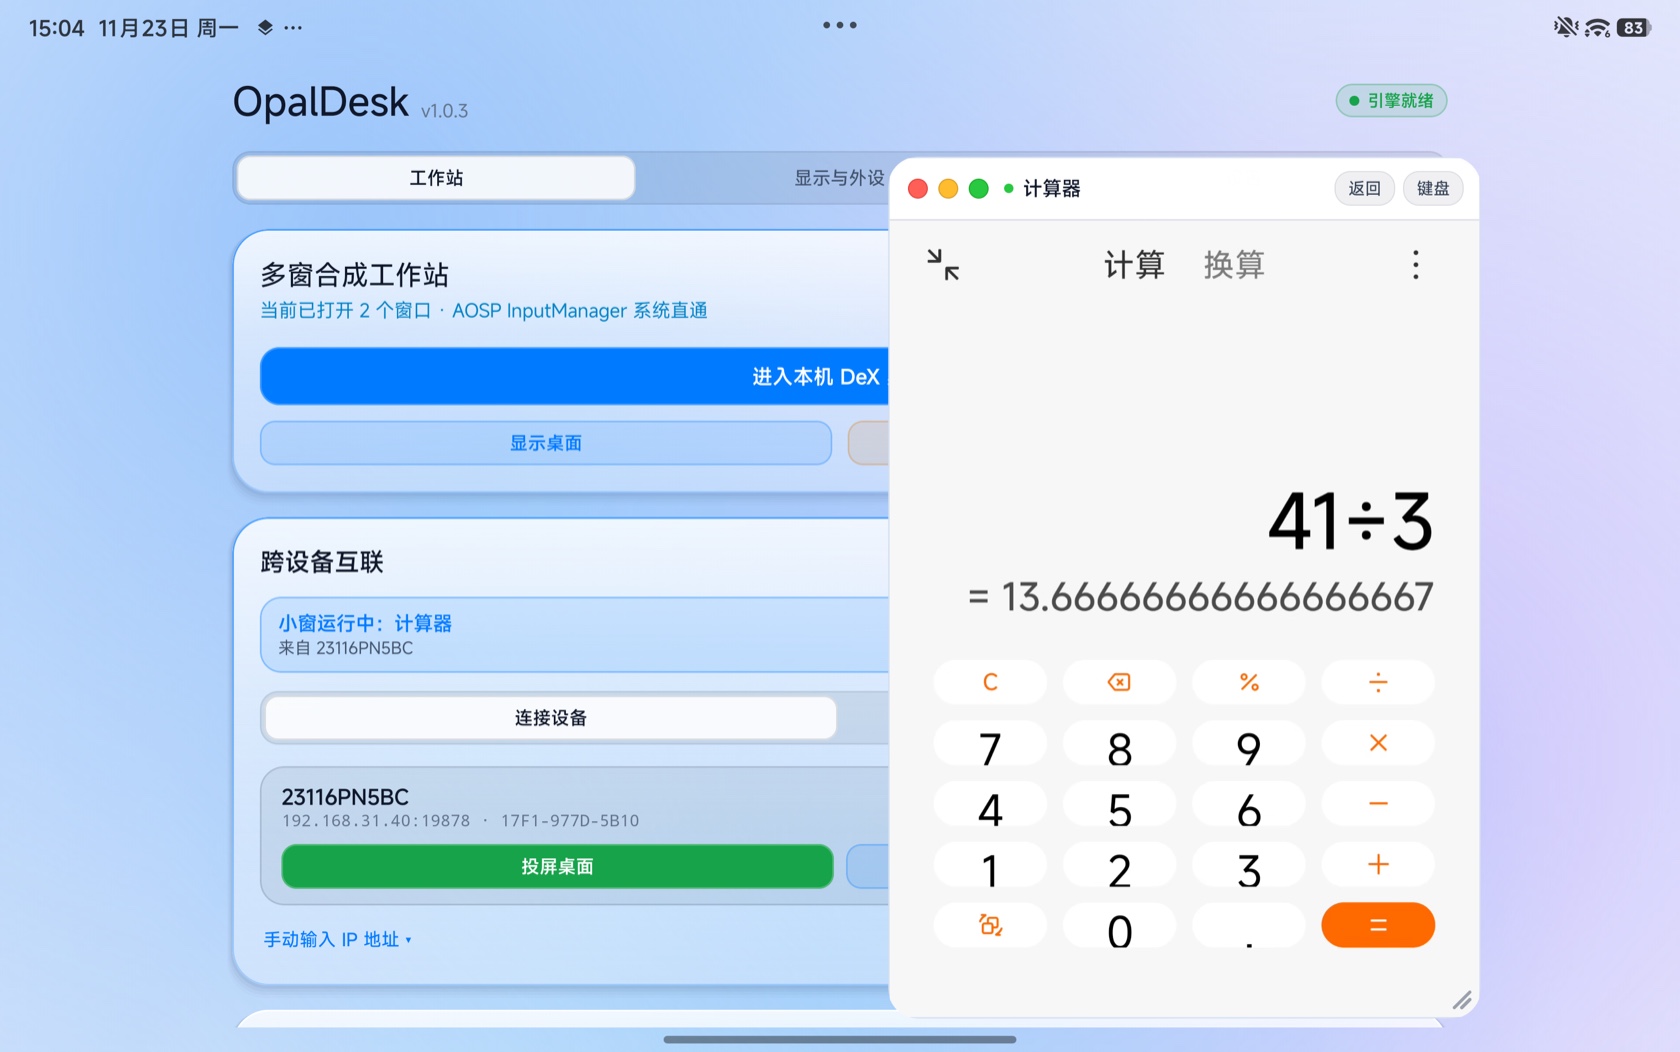 15:04 11月23日 周一 ···
83
OpalDesk v1.0.3
引擎就绪
工作站
显示与外设
多窗合成工作站
当前已打开 2 个窗口 · AOSP InputManager 系统直通
进入本机 DeX
显示桌面
跨设备互联
小窗运行中：计算器
来自 23116PN5BC
连接设备
23116PN5BC
192.168.31.40:19878 · 17F1-977D-5B10
投屏桌面
手动输入 IP 地址 ▾
计算器
返回
键盘
计算 换算
41÷3
= 13.66666666666666667
C % ÷
7 8 9 ×
4 5 6 −
1 2 3 +
0 . =